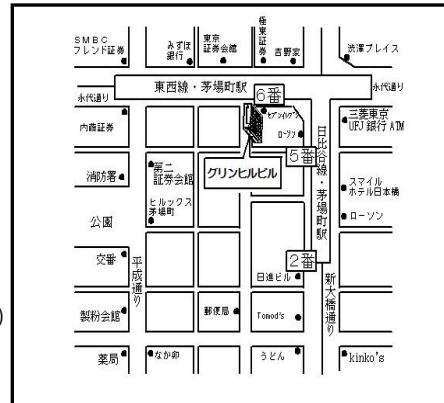 SMBC
フレンド証券
みずほ
銀行
東京
証券会館
極東証券
吉野家
渋澤プレイス
東西線・茅場町駅
永代通り
永代通り
6番
内藤証券
セブンイレブン
ローソン
三菱東京
UFJ銀行ATM
5番
日比谷線・茅場町駅
消防署
第二
証券会館
グリンヒルビル
スマイル
ホテル日本橋
ヒルックス
茅場町
ローソン
公園
2番
交番
平成通り
日進ビル
新大橋通り
製粉会館
郵便局
Tomod's
薬局
なか卯
うどん
kinko's
)